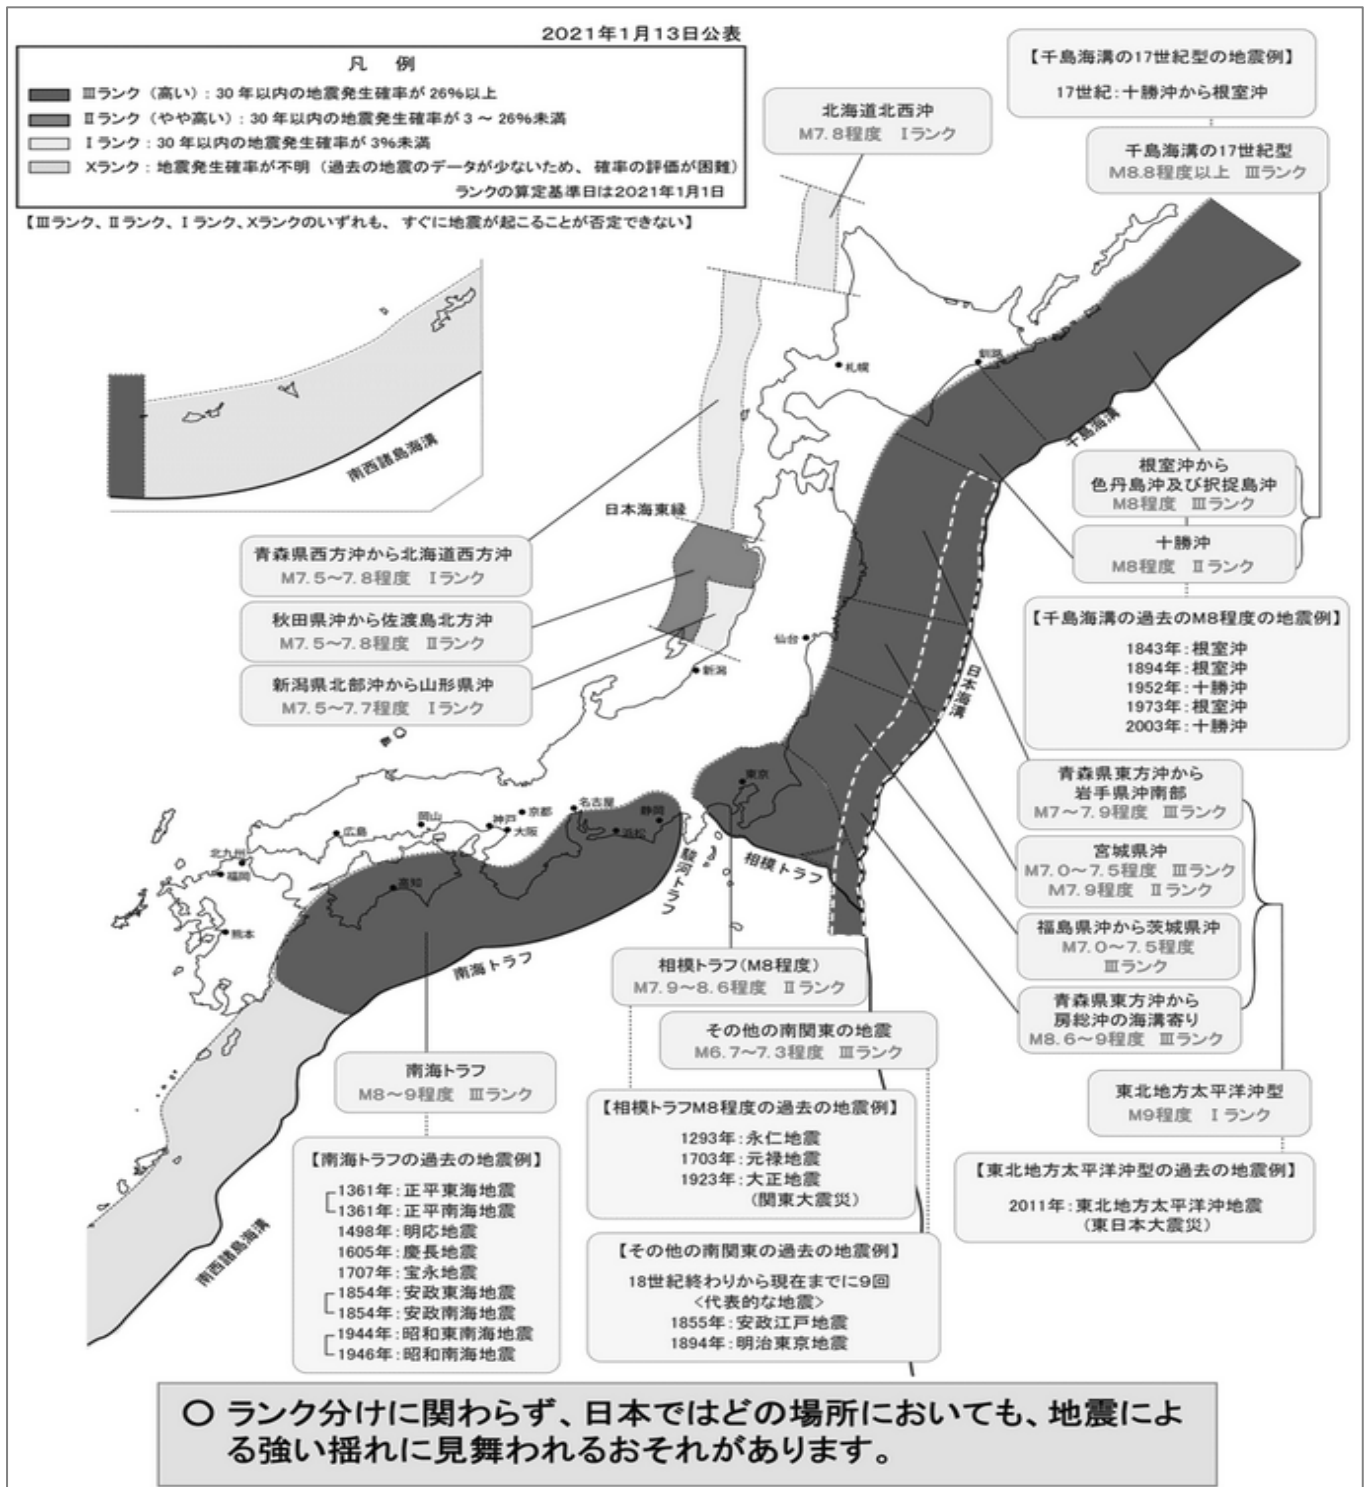 2021年1月13日公表
凡 例
Ⅲランク（高い）：30年以内の地震発生確率が26％以上
Ⅱランク（やや高い）：30年以内の地震発生確率が3～26％未満
Ⅰランク：30年以内の地震発生確率が3％未満
Xランク：地震発生確率が不明（過去の地震のデータが少ないため、確率の評価が困難）
ランクの算定基準日は2021年1月1日
【Ⅲランク、Ⅱランク、Ⅰランク、Xランクのいずれも、すぐに地震が起こることが否定できない】
【千島海溝の17世紀型の地震例】
17世紀：十勝沖から根室沖
北海道北西沖
M7.8程度 Ⅰランク
千島海溝の17世紀型
M8.8程度以上 Ⅲランク
釧路
札幌
千島海溝
南西諸島海溝
日本海東縁
根室沖から
色丹島沖及び択捉島沖
M8程度 Ⅲランク
十勝沖
M8程度 Ⅱランク
青森県西方沖から北海道西方沖
M7.5～7.8程度 Ⅰランク
秋田県沖から佐渡島北方沖
M7.5～7.8程度 Ⅱランク
新潟県北部沖から山形県沖
M7.5～7.7程度 Ⅰランク
仙台
新潟
日本海溝
【千島海溝の過去のM8程度の地震例】
1843年：根室沖
1894年：根室沖
1952年：十勝沖
1973年：根室沖
2003年：十勝沖
青森県東方沖から
岩手県沖南部
M7～7.9程度 Ⅲランク
宮城県沖
M7.0～7.5程度 Ⅲランク
M7.9程度 Ⅱランク
福島県沖から茨城県沖
M7.0～7.5程度
Ⅲランク
青森県東方沖から
房総沖の海溝寄り
M8.6～9程度 Ⅲランク
東京
名古屋
京都
静岡
岡山
神戸
大阪
浜松
広島
北九州
福岡
高知
熊本
駿河トラフ
相模トラフ
南海トラフ
相模トラフ（M8程度）
M7.9～8.6程度 Ⅱランク
その他の南関東の地震
M6.7～7.3程度 Ⅲランク
南海トラフ
M8～9程度 Ⅲランク
東北地方太平洋沖型
M9程度 Ⅰランク
【相模トラフM8程度の過去の地震例】
1293年：永仁地震
1703年：元禄地震
1923年：大正地震
（関東大震災）
【南海トラフの過去の地震例】
1361年：正平東海地震
1361年：正平南海地震
1498年：明応地震
1605年：慶長地震
1707年：宝永地震
1854年：安政東海地震
1854年：安政南海地震
1944年：昭和東南海地震
1946年：昭和南海地震
【東北地方太平洋沖型の過去の地震例】
2011年：東北地方太平洋沖地震
（東日本大震災）
南西諸島海溝
【その他の南関東の過去の地震例】
18世紀終わりから現在までに9回
<代表的な地震>
1855年：安政江戸地震
1894年：明治東京地震
○ ランク分けに関わらず、日本ではどの場所においても、地震によ
る強い揺れに見舞われるおそれがあります。